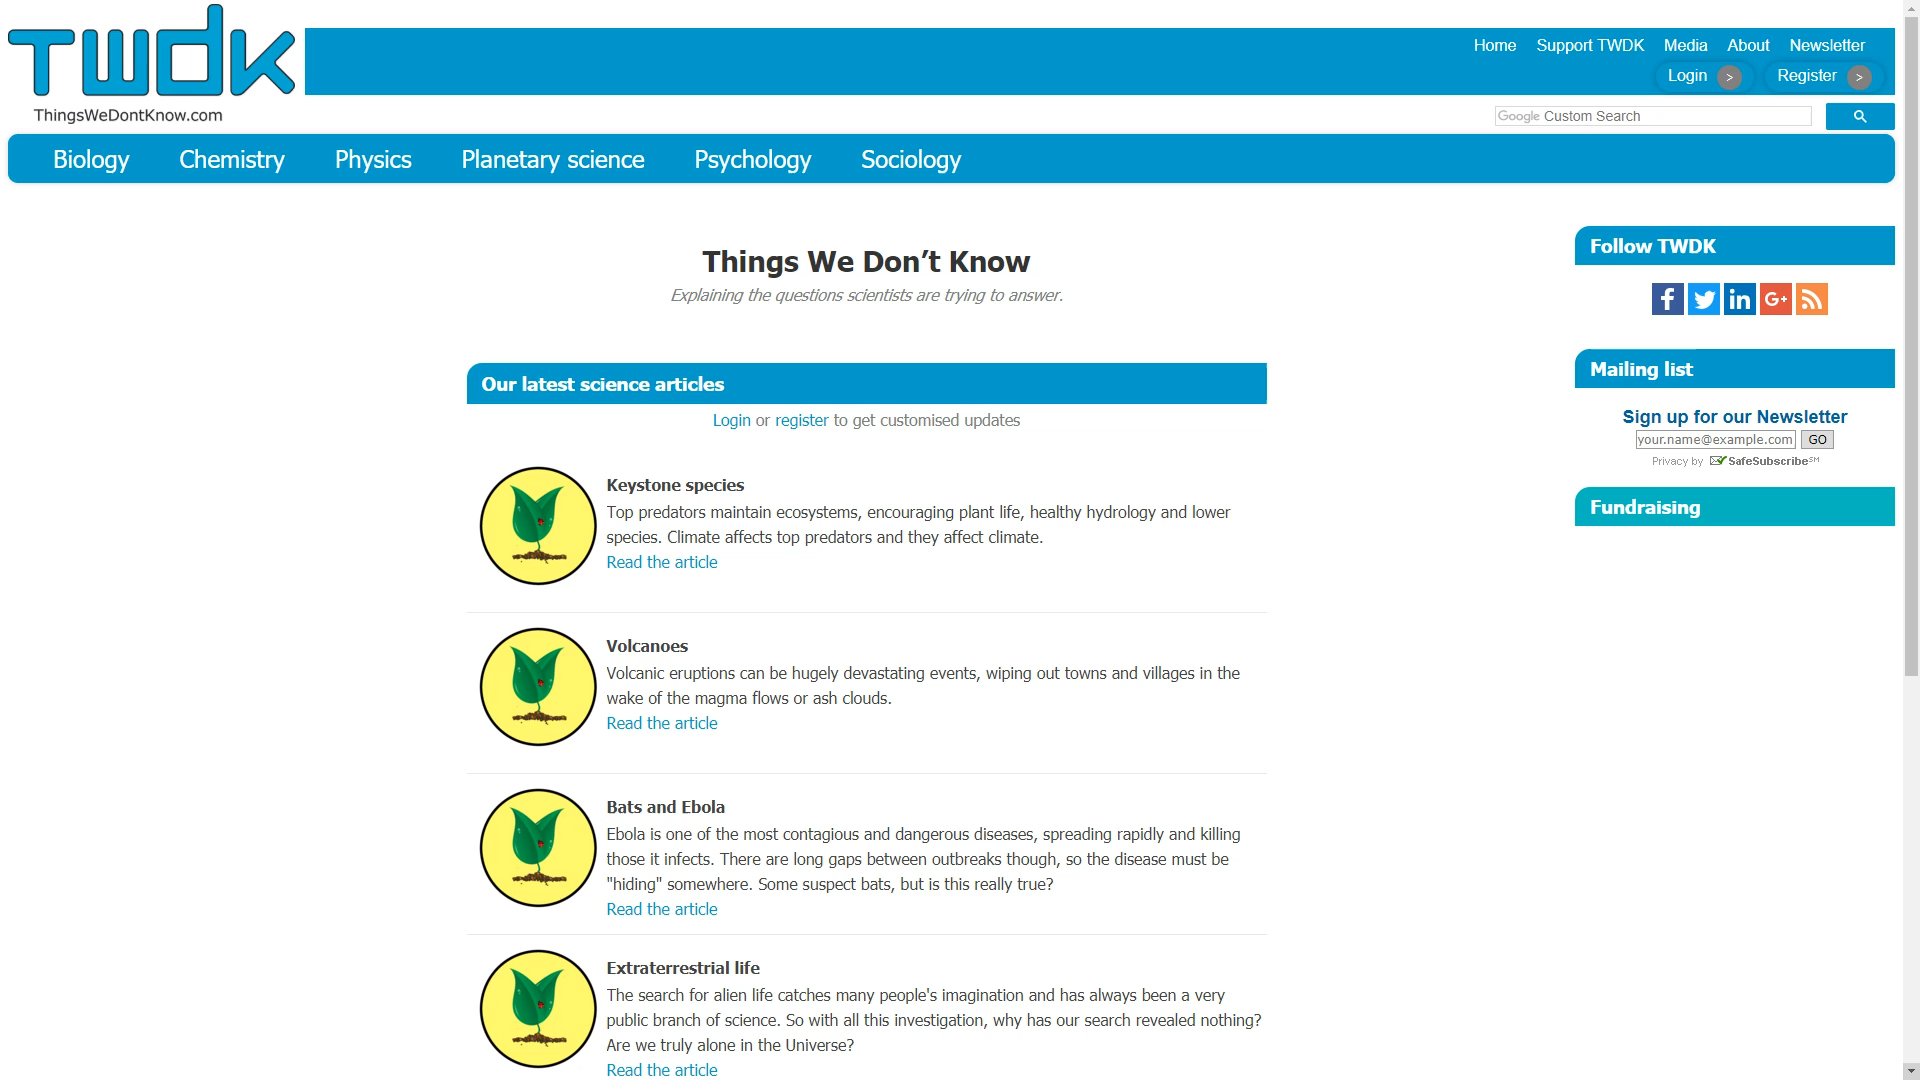 TWDK
ThingsWeDontKnow.com
Home Support TWDK Media About Newsletter
Login > Register >
Google Custom Search
Biology Chemistry Physics Planetary science Psychology Sociology
Things We Don’t Know
Explaining the questions scientists are trying to answer.
Our latest science articles
Login or register to get customised updates
Keystone species
Top predators maintain ecosystems, encouraging plant life, healthy hydrology and lower
species. Climate affects top predators and they affect climate.
Read the article
Volcanoes
Volcanic eruptions can be hugely devastating events, wiping out towns and villages in the
wake of the magma flows or ash clouds.
Read the article
Bats and Ebola
Ebola is one of the most contagious and dangerous diseases, spreading rapidly and killing
those it infects. There are long gaps between outbreaks though, so the disease must be
"hiding" somewhere. Some suspect bats, but is this really true?
Read the article
Extraterrestrial life
The search for alien life catches many people's imagination and has always been a very
public branch of science. So with all this investigation, why has our search revealed nothing?
Are we truly alone in the Universe?
Read the article
Follow TWDK
f in G+
Mailing list
Sign up for our Newsletter
your.name@example.com GO
Privacy by SafeSubscribe℠
Fundraising